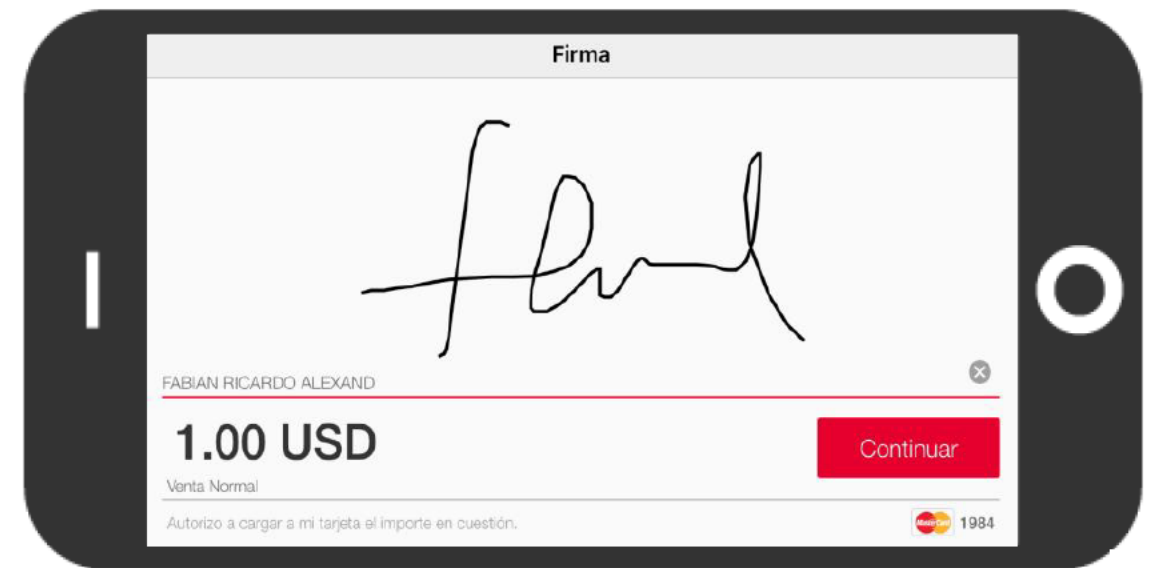 Firma
FABIAN RICARDO ALEXAND
1.00 USD
Continuar
Venta Normal
Autorizo a cargar a mi tarjeta el importe en cuestión.
MasterCard 1984